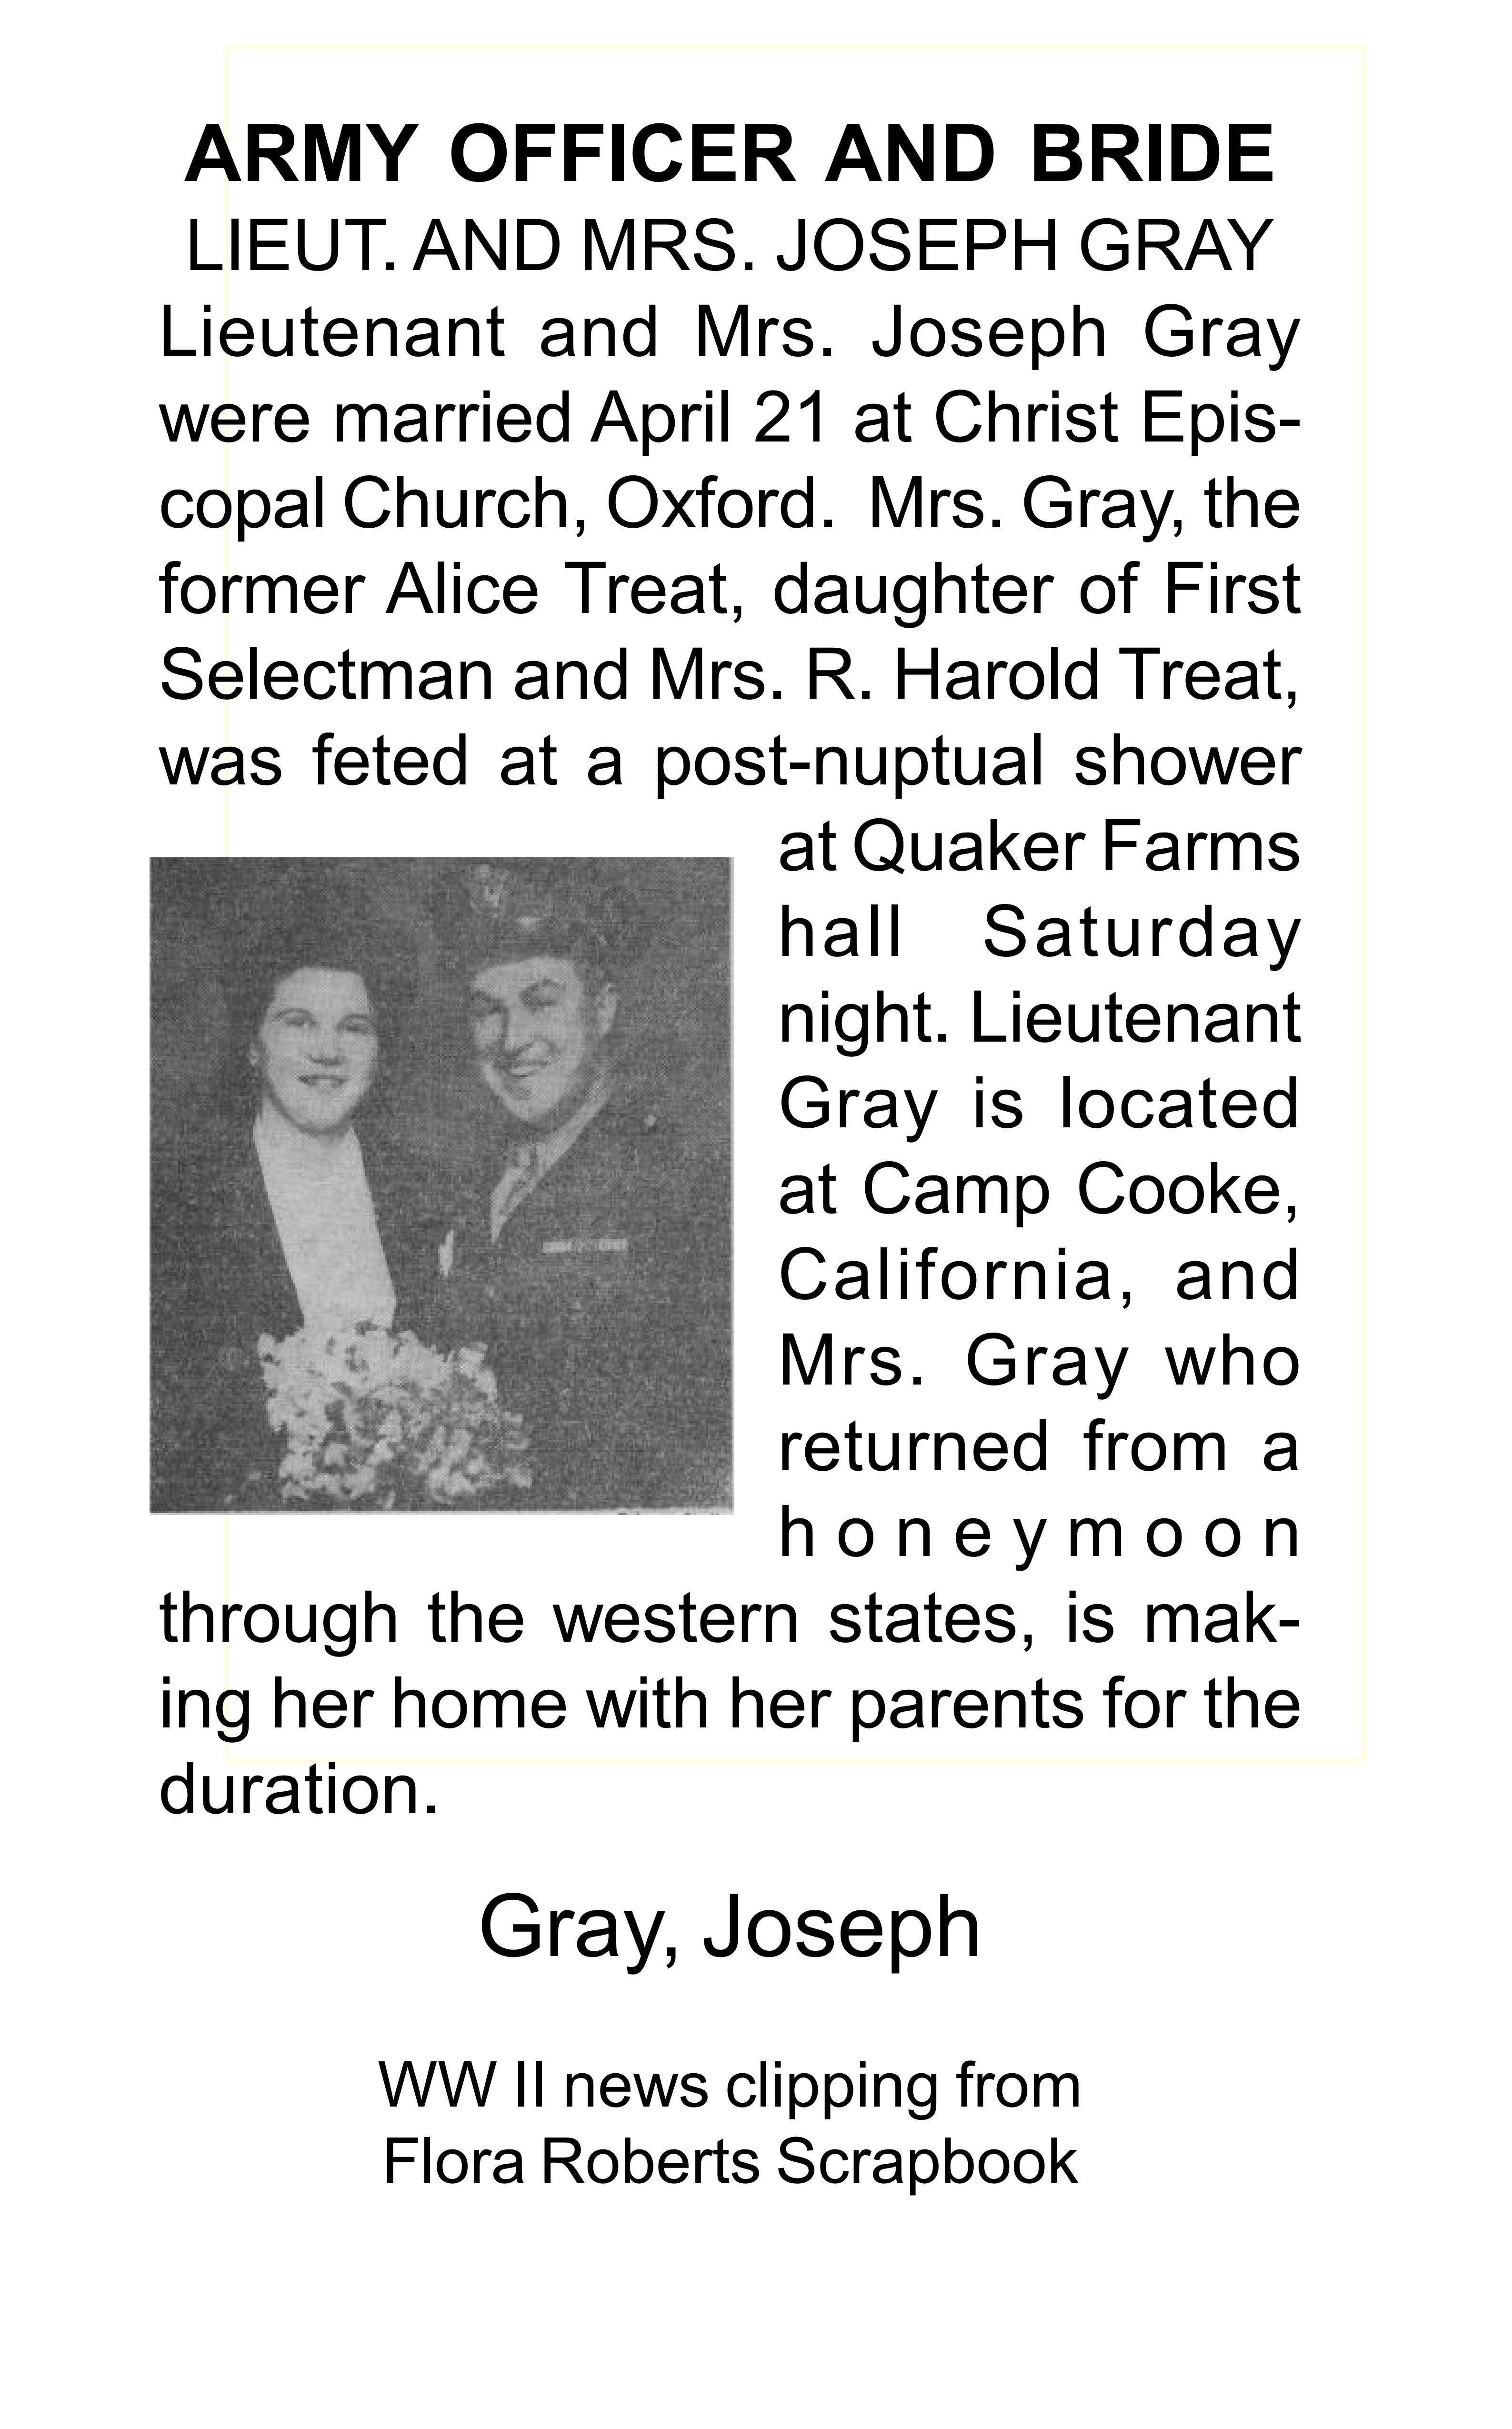 ARMY OFFICER AND BRIDE
LIEUT. AND MRS. JOSEPH GRAY
Lieutenant and Mrs. Joseph Gray
were married April 21 at Christ Epis-
copal Church, Oxford. Mrs. Gray, the
former Alice Treat, daughter of First
Selectman and Mrs. R. Harold Treat,
was feted at a post-nuptual shower
at Quaker Farms
hall Saturday
night. Lieutenant
Gray is located
at Camp Cooke,
California, and
Mrs. Gray who
returned from a
honeymoon
through the western states, is mak-
ing her home with her parents for the
duration.
Gray, Joseph
WW II news clipping from
Flora Roberts Scrapbook